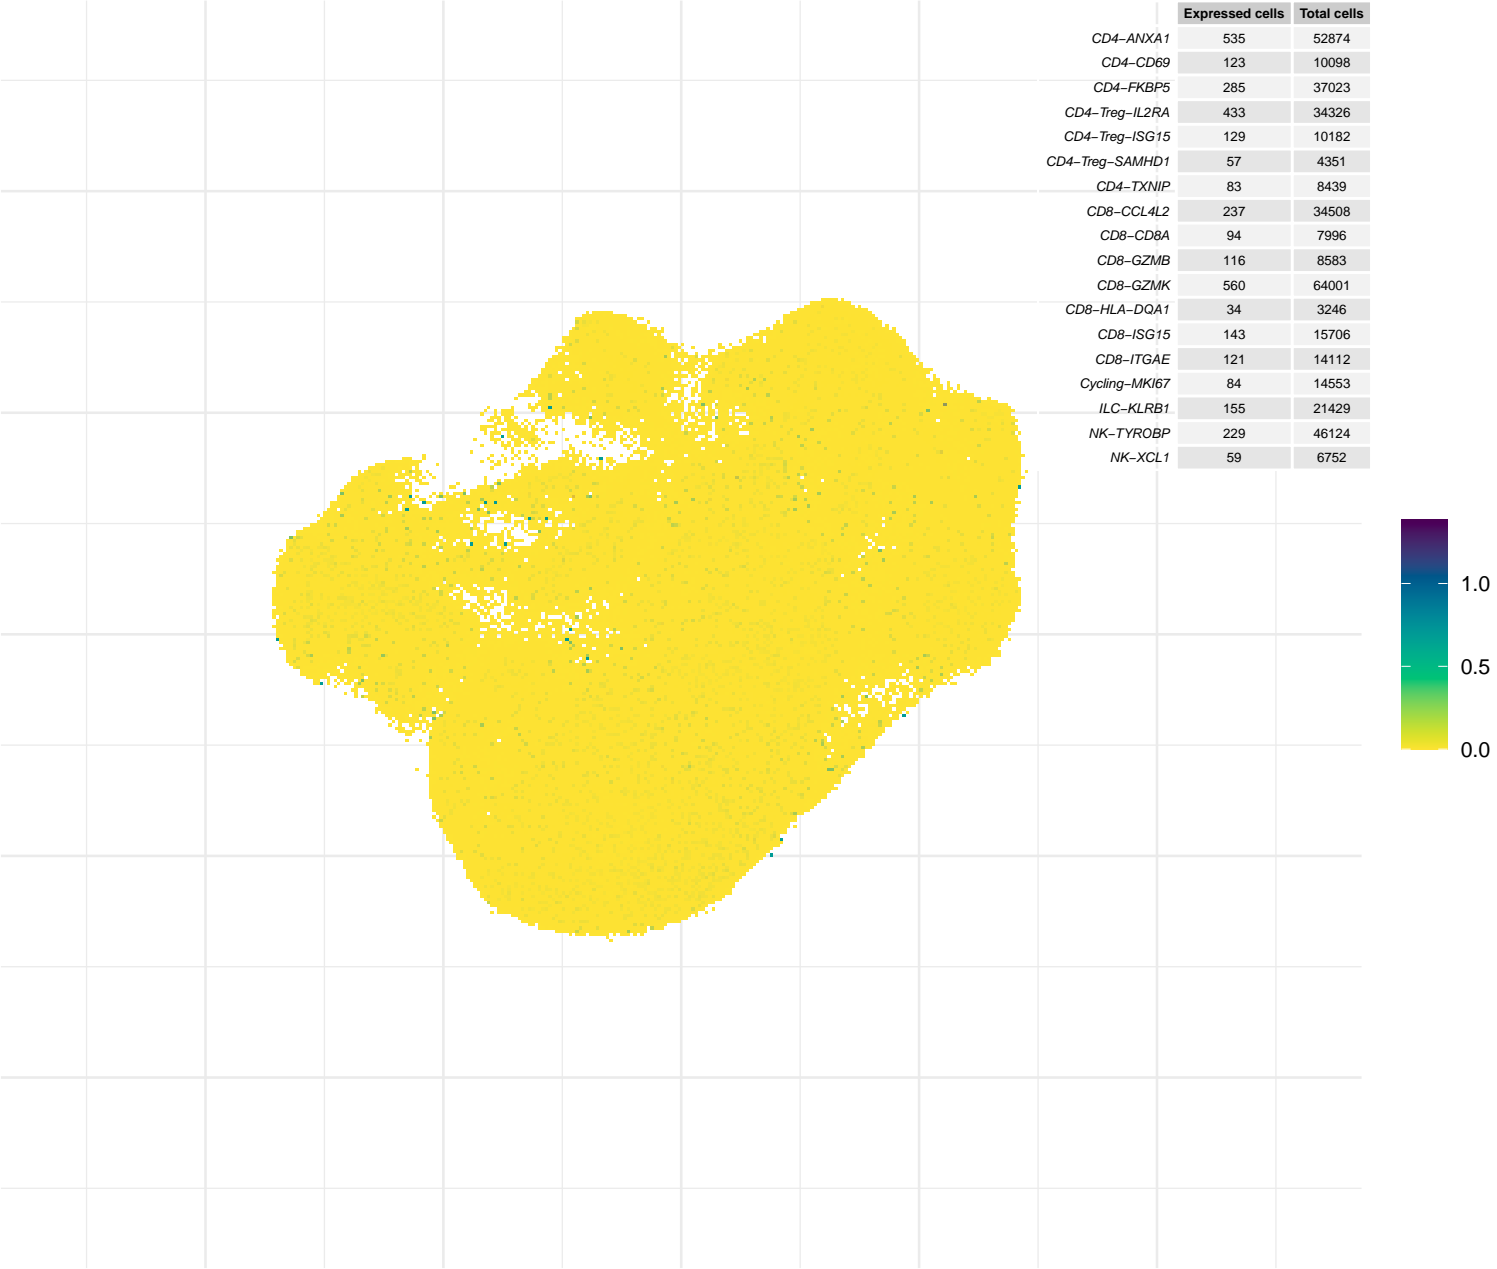 Expressed cells Total cells
CD4−ANXA1 535 52874
CD4−CD69 123 10098
CD4−FKBP5 285 37023
CD4−Treg−IL2RA 433 34326
CD4−Treg−ISG15 129 10182
CD4−Treg−SAMHD1 57 4351
CD4−TXNIP 83 8439
CD8−CCL4L2 237 34508
CD8−CD8A 94 7996
CD8−GZMB 116 8583
CD8−GZMK 560 64001
CD8−HLA−DQA1 34 3246
CD8−ISG15 143 15706
CD8−ITGAE 121 14112
Cycling−MKI67 84 14553
ILC−KLRB1 155 21429
NK−TYROBP 229 46124
NK−XCL1 59 6752
1.0
0.5
0.0